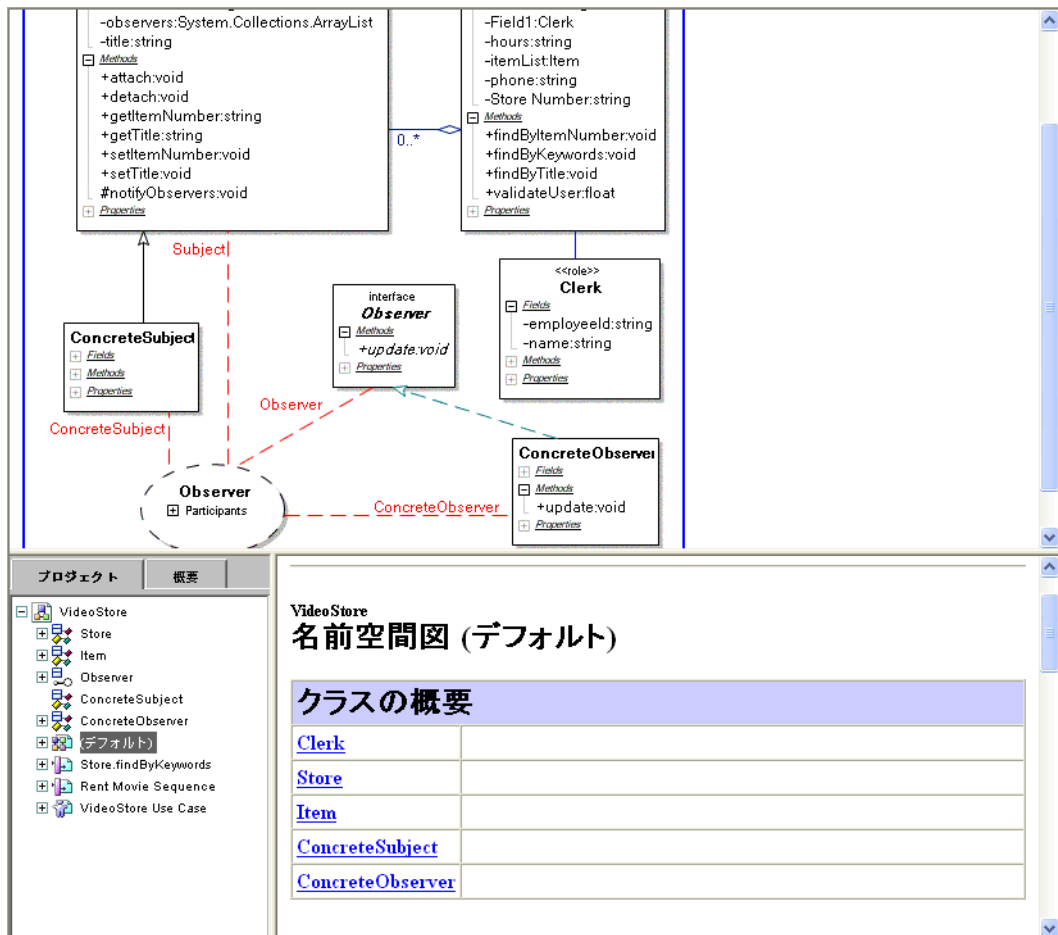 -observers:System.Collections.ArrayList
-title:string
Methods
+attach:void
+detach:void
+getItemNumber:string
+getTitle:string
+setItemNumber:void
+setTitle:void
#notifyObservers:void
Properties
0..*
-Field1:Clerk
-hours:string
-itemList:Item
-phone:string
-Store Number:string
Methods
+findByItemNumber:void
+findByKeywords:void
+findByTitle:void
+validateUser:float
Properties
Subject
interface
Observer
Methods
+update:void
Properties
<<role>>
Clerk
Fields
-employeeId:string
-name:string
Methods
Properties
ConcreteSubject
Fields
Methods
Properties
Observer
ConcreteSubject
ConcreteObserver
Fields
Methods
+update:void
Properties
Observer
Participants
ConcreteObserver
プロジェクト
概要
VideoStore
Store
Item
Observer
ConcreteSubject
ConcreteObserver
(デフォルト)
Store.findByKeywords
Rent Movie Sequence
VideoStore Use Case
VideoStore
名前空間図 (デフォルト)
クラスの概要
Clerk
Store
Item
ConcreteSubject
ConcreteObserver